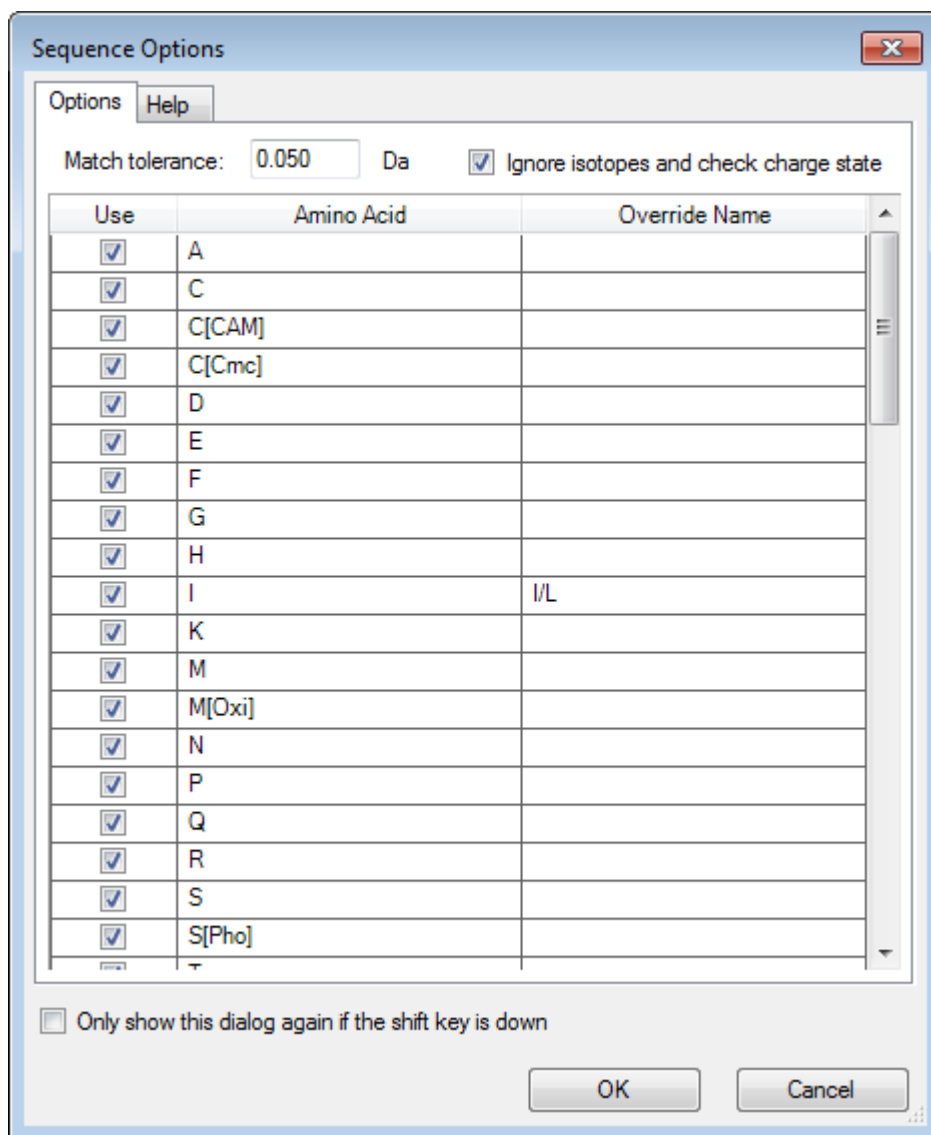 Sequence Options
Options Help
Match tolerance: 0.050 Da Ignore isotopes and check charge state
Use Amino Acid Override Name
A
C
C[CAM]
C[Cmc]
D
E
F
G
H
I I/L
K
M
M[Oxi]
N
P
Q
R
S
S[Pho]
Only show this dialog again if the shift key is down
OK Cancel